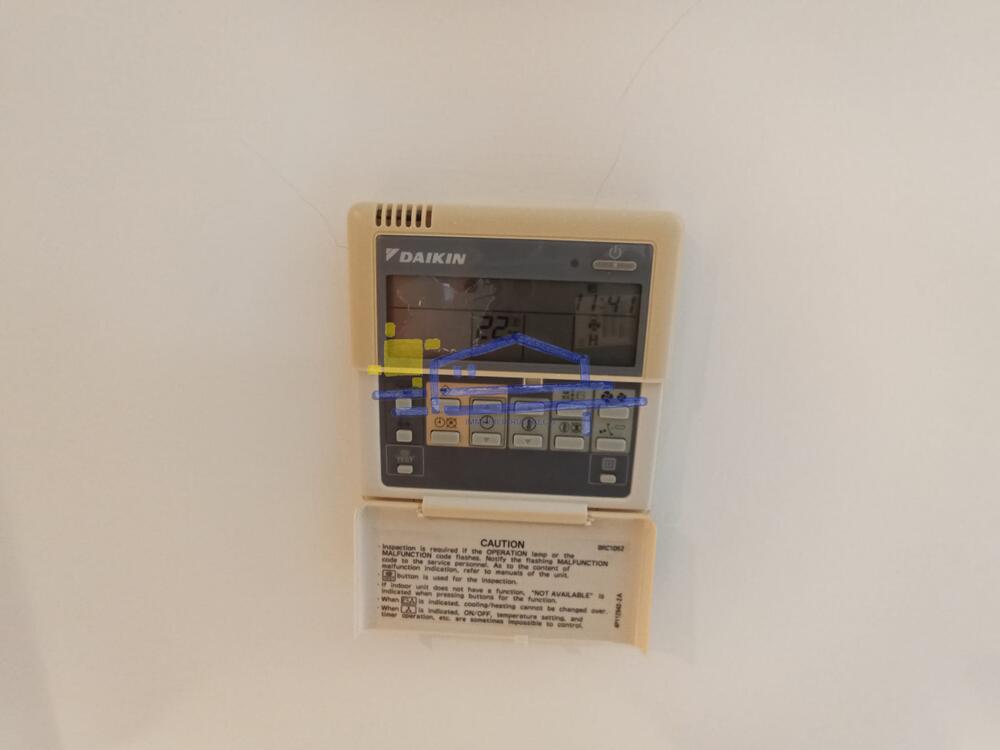 DAIKIN
11:41
22
TEST
CAUTION
BRC1D52
· Inspection is required if the OPERATION lamp or the
MALFUNCTION code flashes. Notify the flashing MALFUNCTION
code to the service personnel. As to the content of
malfunction indication, refer to manuals of the unit.
button is used for the inspection.
· If indoor unit does not have a function, "NOT AVAILABLE" is
indicated when pressing buttons for the function.
· When is indicated, cooling/heating cannot be changed over.
· When is indicated, ON/OFF, temperature setting, and
timer operation, etc. are sometimes impossible to control.